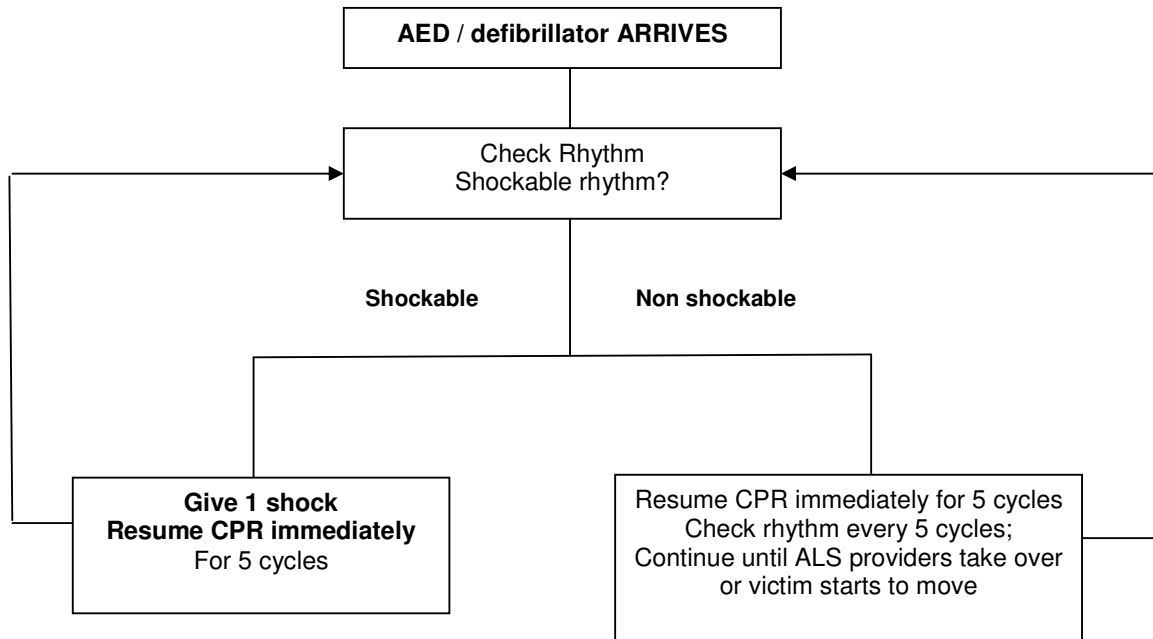 AED / defibrillator ARRIVES
Check Rhythm
Shockable rhythm?
Shockable
Non shockable
Give 1 shock
Resume CPR immediately
For 5 cycles
Resume CPR immediately for 5 cycles
Check rhythm every 5 cycles;
Continue until ALS providers take over
or victim starts to move